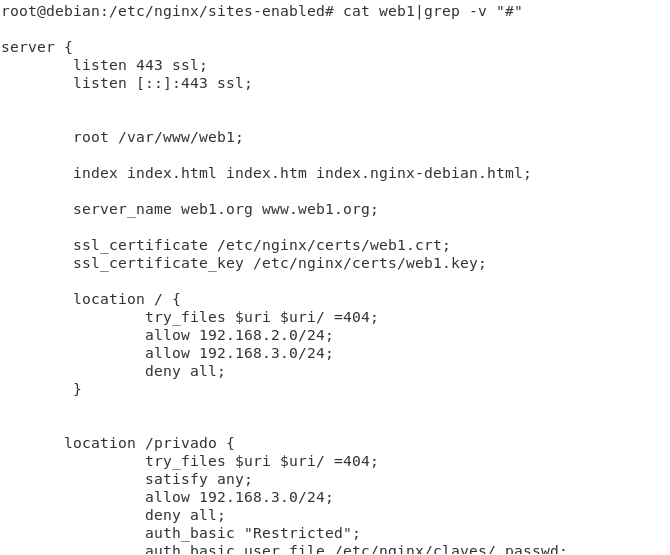 root@debian:/etc/nginx/sites-enabled# cat web1|grep -v "#"
server {
listen 443 ssl;
listen [::]:443 ssl;
root /var/www/web1;
index index.html index.htm index.nginx-debian.html;
server_name web1.org www.web1.org;
ssl_certificate /etc/nginx/certs/web1.crt;
ssl_certificate_key /etc/nginx/certs/web1.key;
location / {
try_files $uri $uri/ =404;
allow 192.168.2.0/24;
allow 192.168.3.0/24;
deny all;
}
location /privado {
try_files $uri $uri/ =404;
satisfy any;
allow 192.168.3.0/24;
deny all;
auth_basic "Restricted";
auth_basic_user_file /etc/nginx/claves/.passwd;